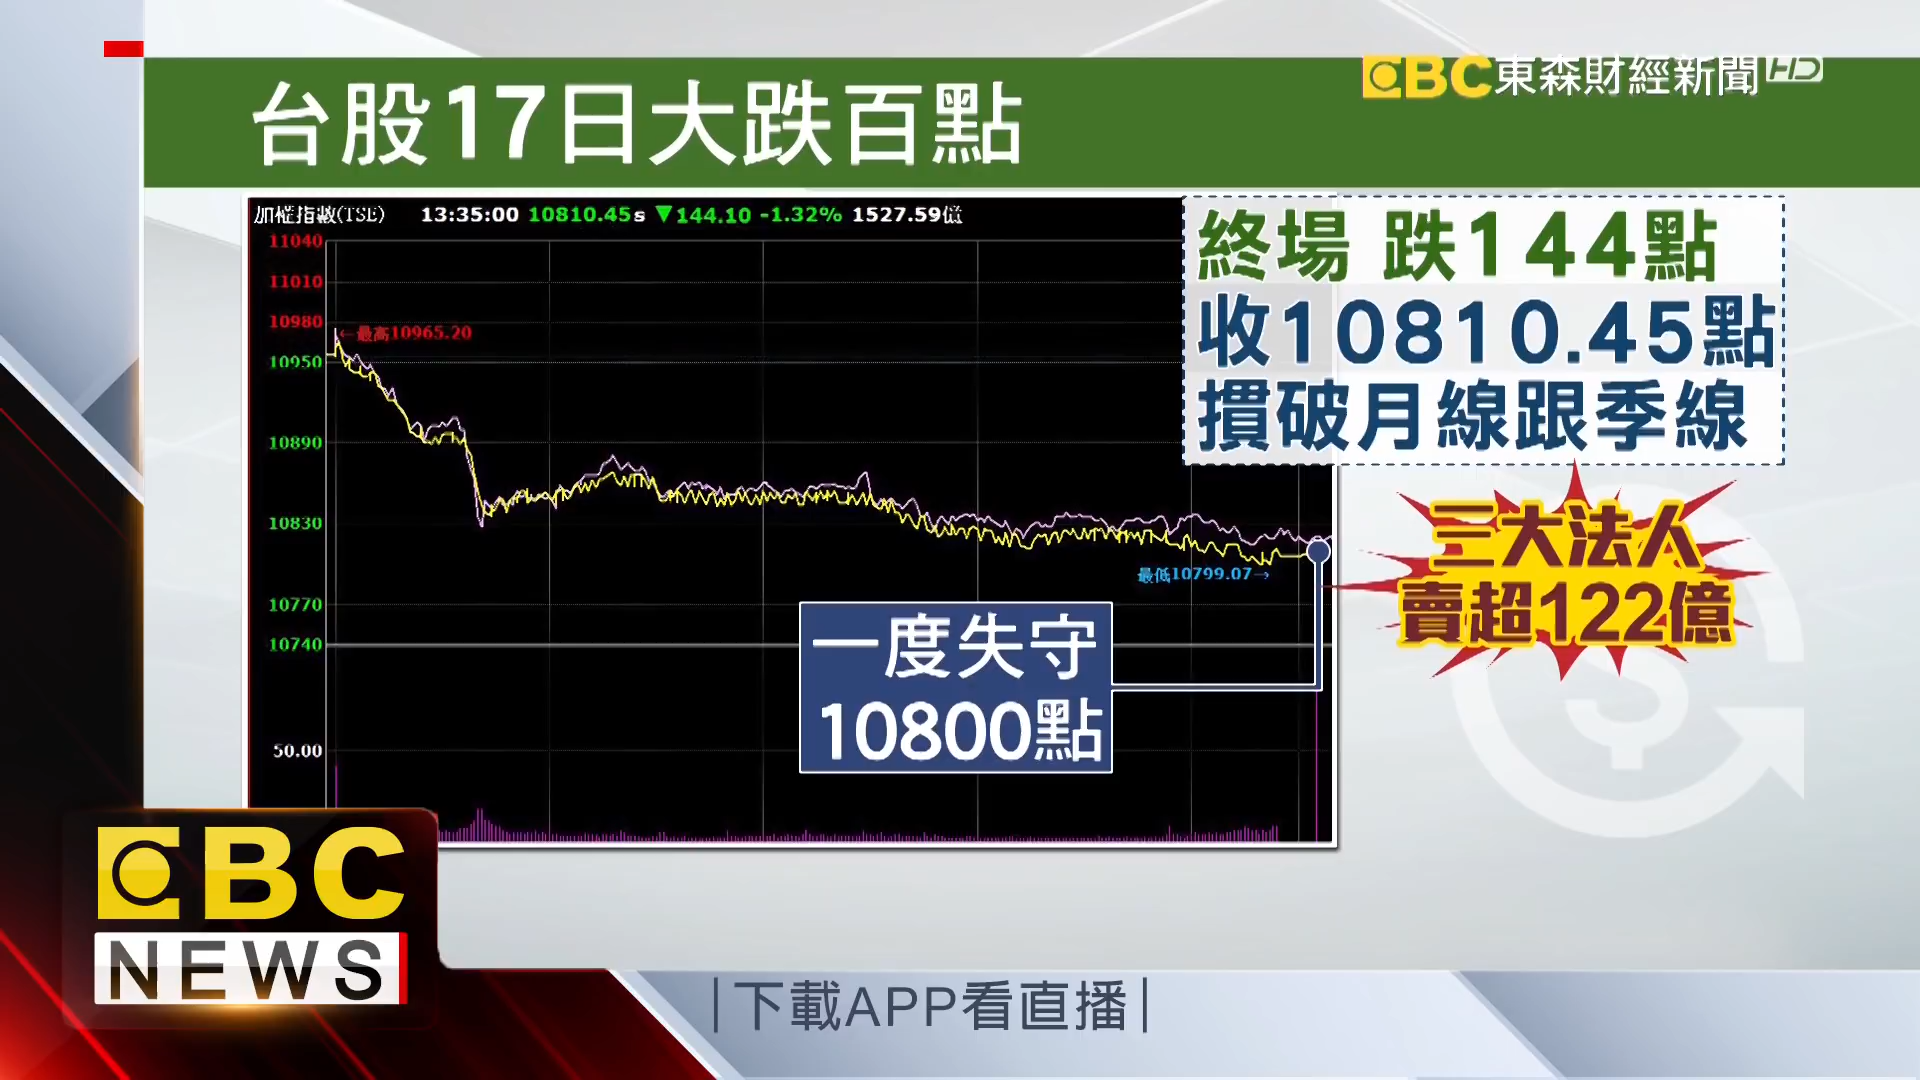 EBC東森財經新聞HD
台股17日大跌百點
加權指數(TSE) 13:35:00 10810.45s ▼144.10 -1.32% 1527.59億
11040
11010
10980
←最高10965.20
10950
10890
10830
10770
10740
50.00
最低10799.07→
終場 跌144點
收10810.45點
摜破月線跟季線
三大法人
賣超122億
一度失守
10800點
EBC
NEWS
|下載APP看直播|